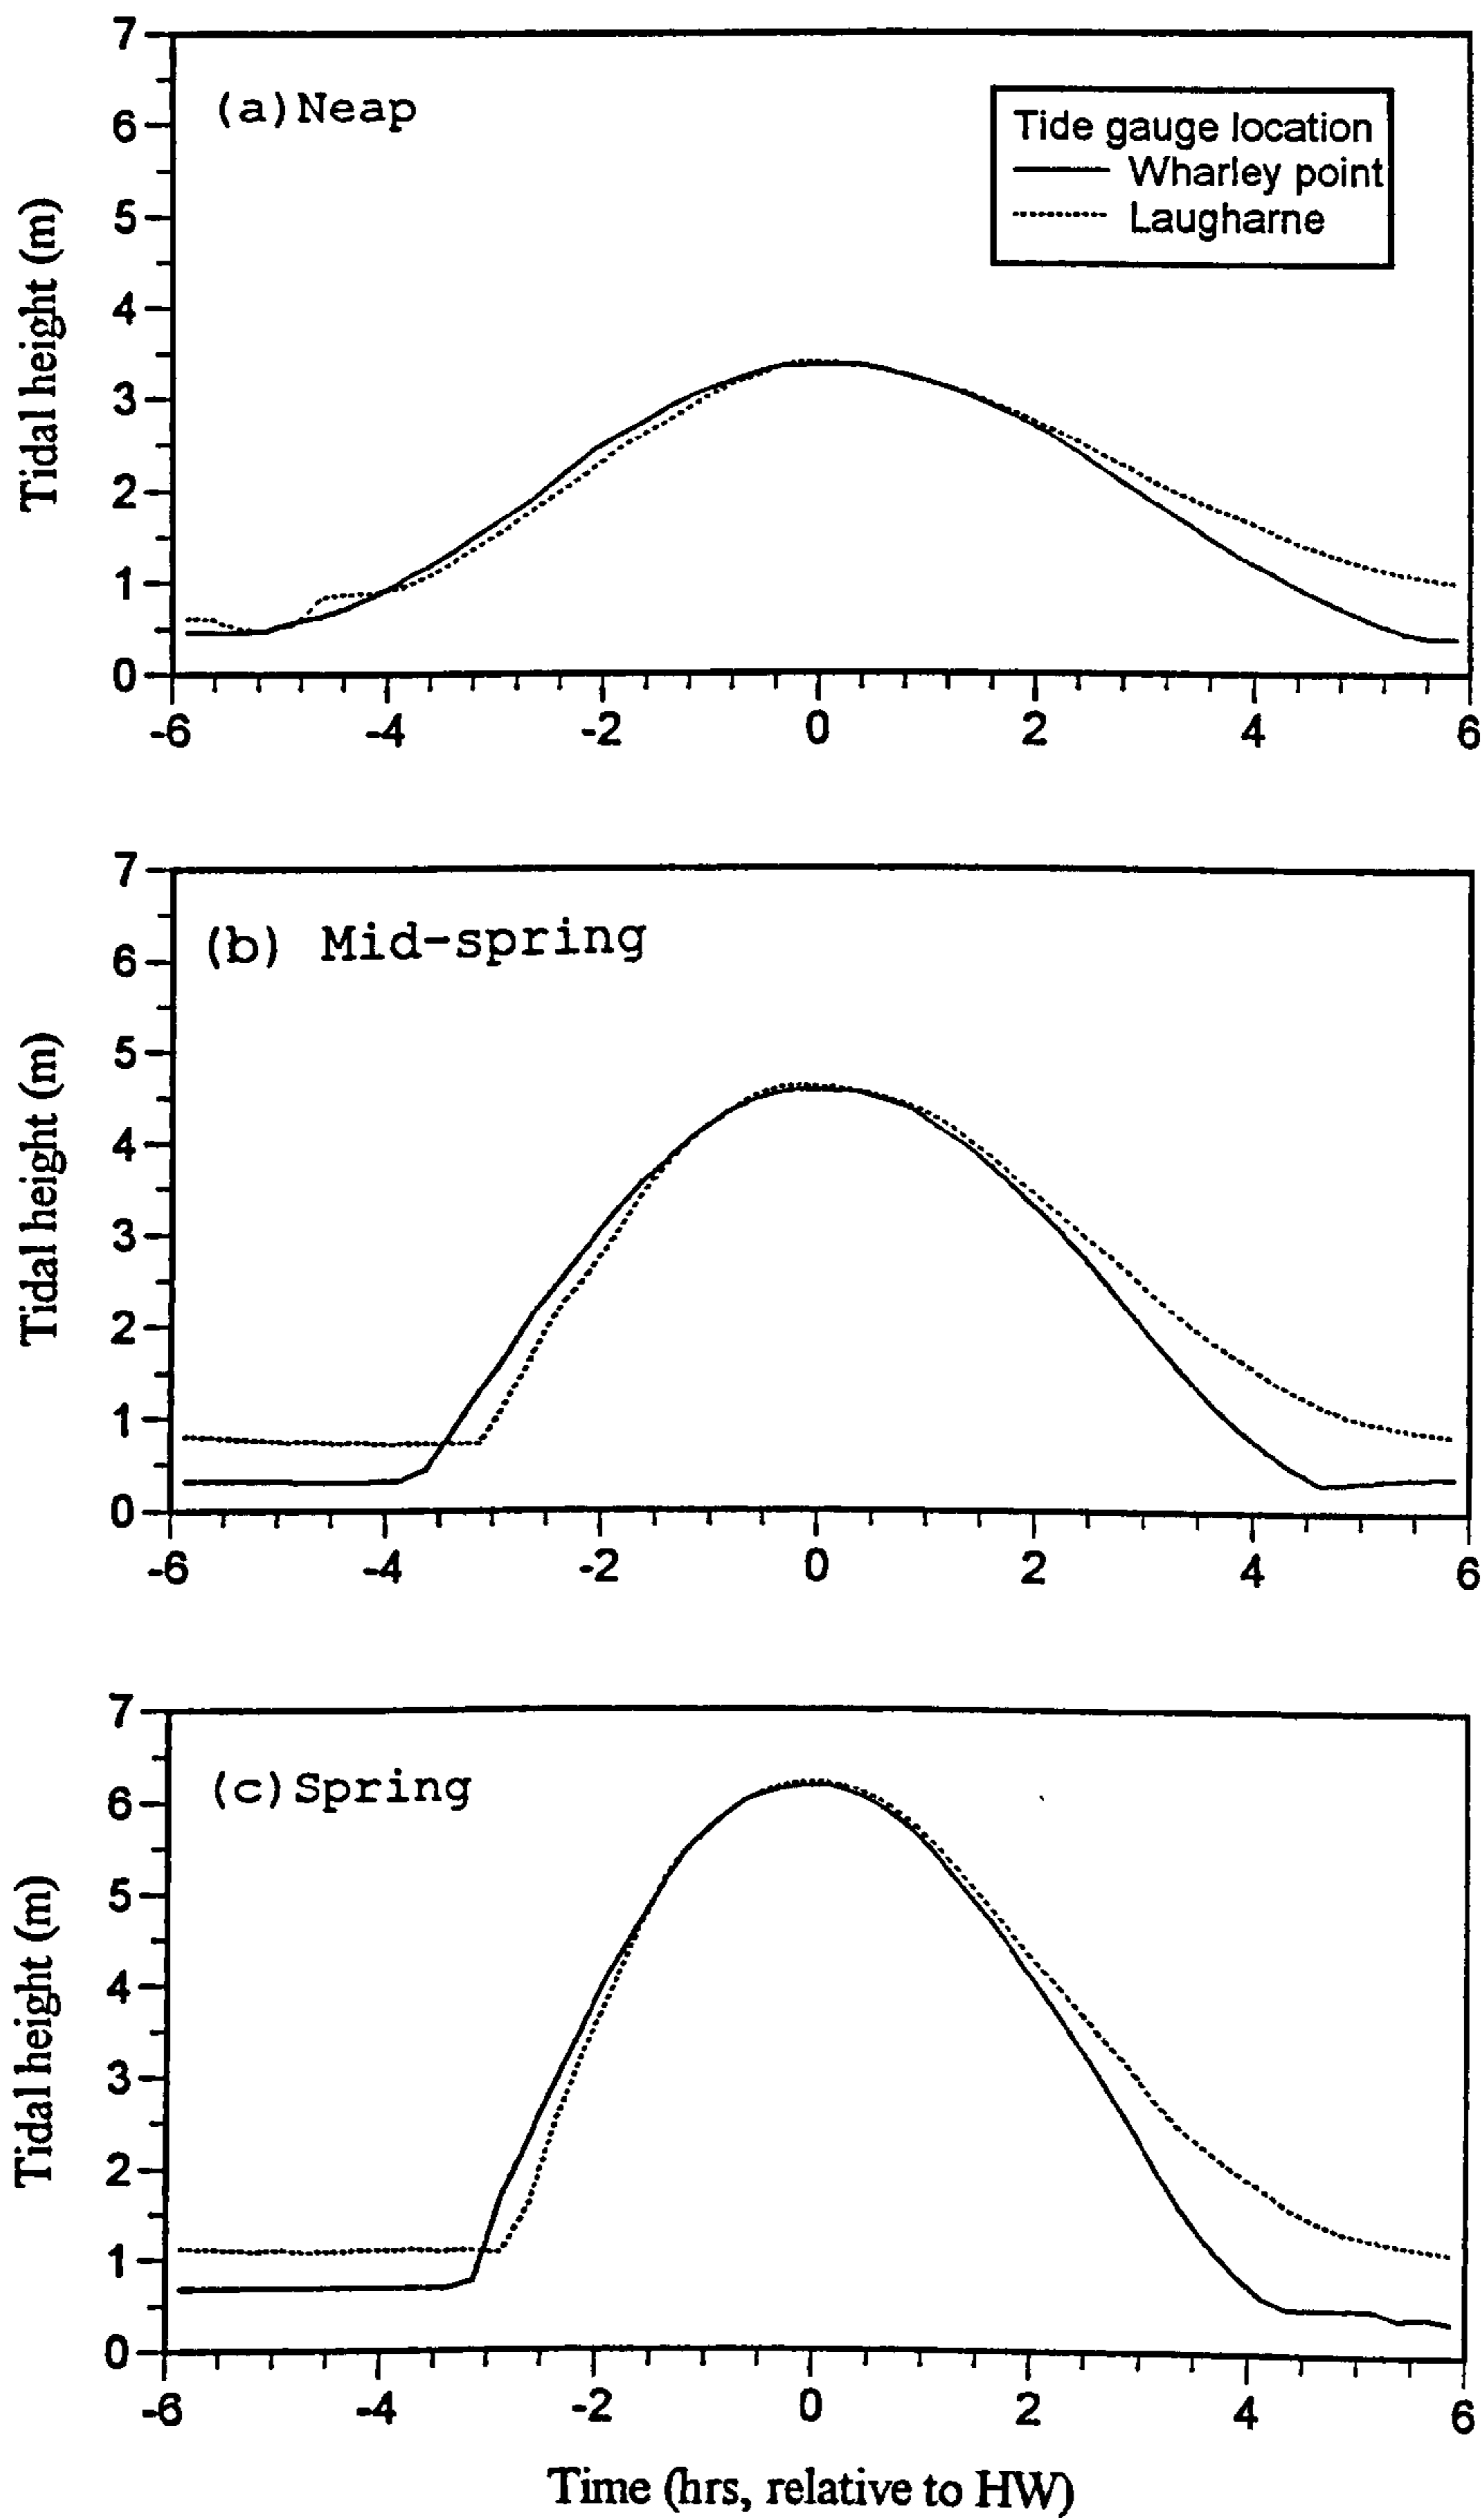 7
6
5
4
3
2
1
0
Tidal height (m)
(a) Neap
Tide gauge location
Wharley point
Laugharne
-6 -4 -2 0 2 4 6
7
6
5
4
3
2
1
0
Tidal height (m)
(b) Mid-spring
-6 -4 -2 0 2 4 6
7
6
5
4
3
2
1
0
Tidal height (m)
(c) Spring
-6 -4 -2 0 2 4 6
Time (hrs, relative to HW)